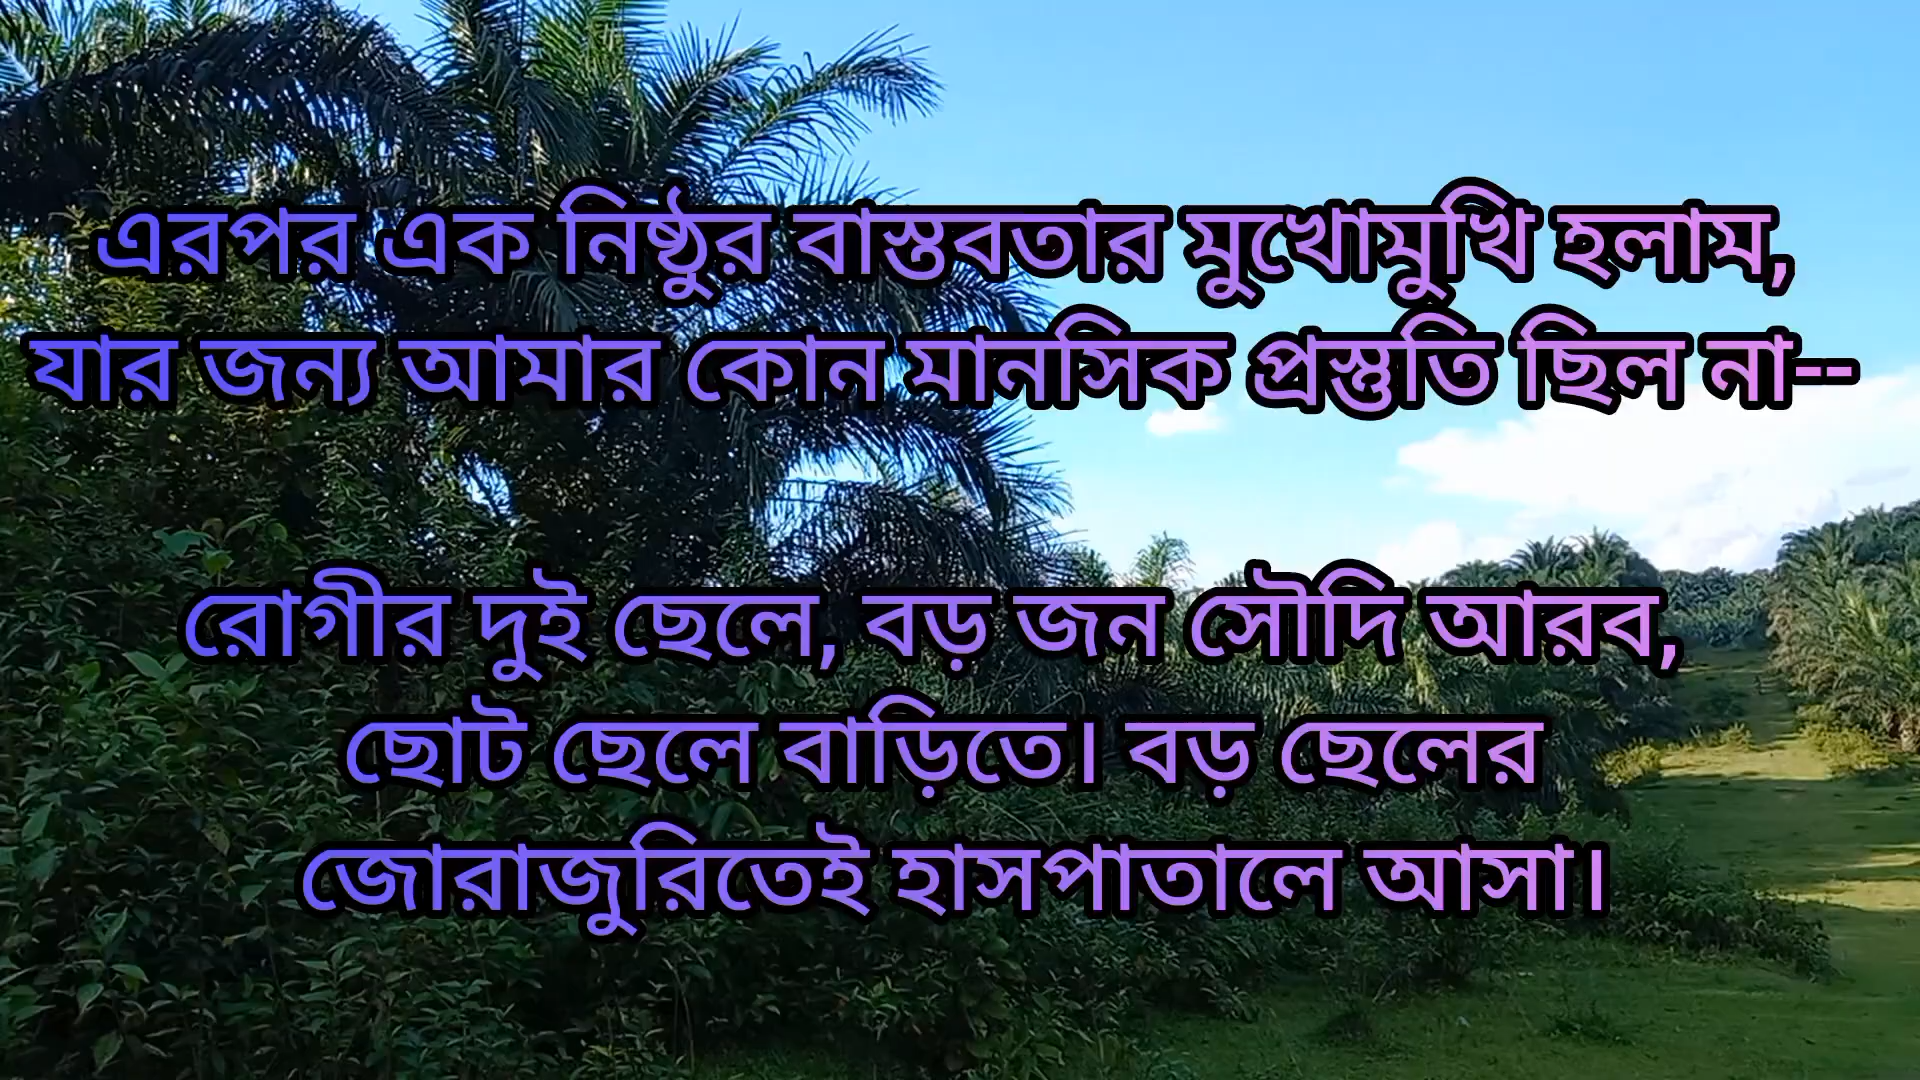 এরপর এক নিষ্ঠুর বাস্তবতার মুখোমুখি হলাম,
যার জন্য আমার কোন মানসিক প্রস্তুতি ছিল না--
রোগীর দুই ছেলে, বড় জন সৌদি আরব,
ছোট ছেলে বাড়িতে। বড় ছেলের
জোরাজুরিতেই হাসপাতালে আসা।